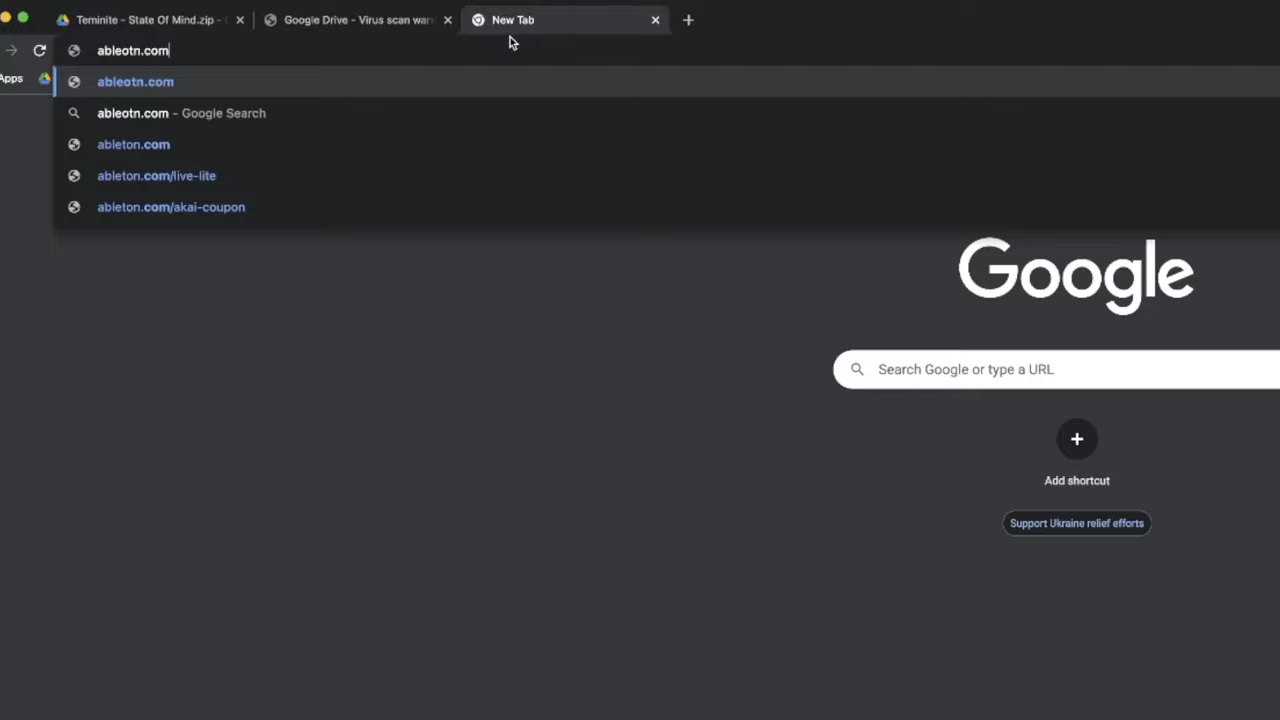 Teminite - State Of Mind.zip -
Google Drive - Virus scan war
New Tab
ableotn.com
Apps
ableotn.com
ableotn.com - Google Search
ableton.com
ableton.com/live-lite
ableton.com/akai-coupon
Google
Search Google or type a URL
Add shortcut
Support Ukraine relief efforts